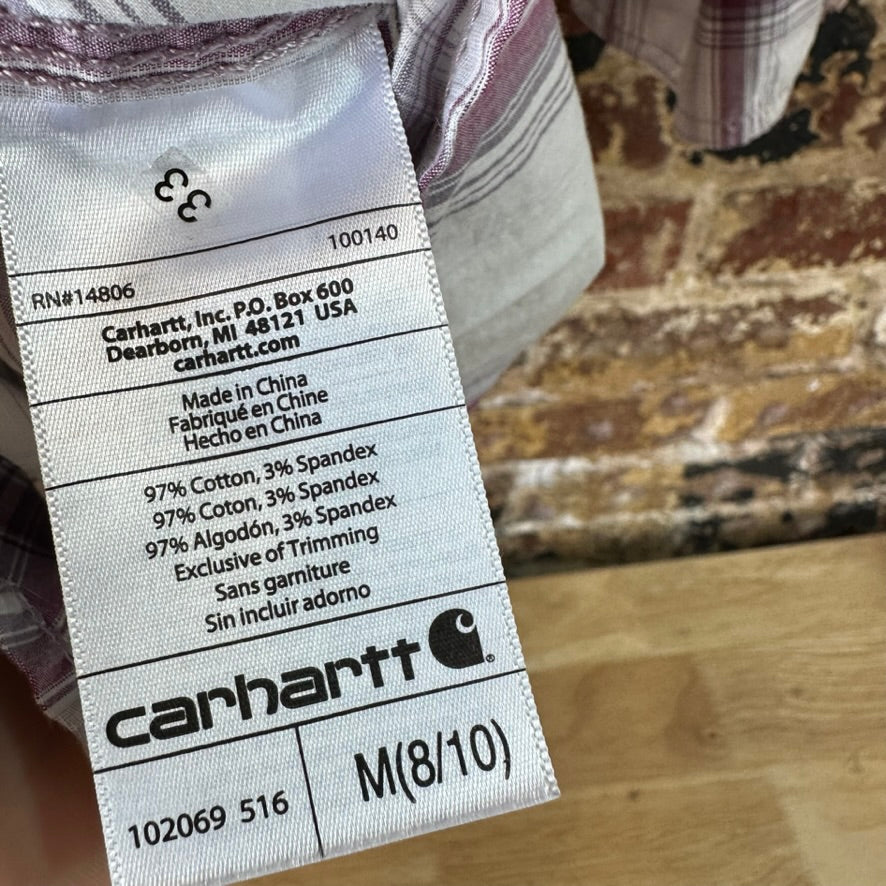 33
100140
RN#14806
Carhartt, Inc. P.O. Box 600
Dearborn, MI 48121 USA
carhartt.com
Made in China
Fabriqué en Chine
Hecho en China
97% Cotton, 3% Spandex
97% Coton, 3% Spandex
97% Algodón, 3% Spandex
Exclusive of Trimming
Sans garniture
Sin incluir adorno
carhartt ®
102069 516
M(8/10)